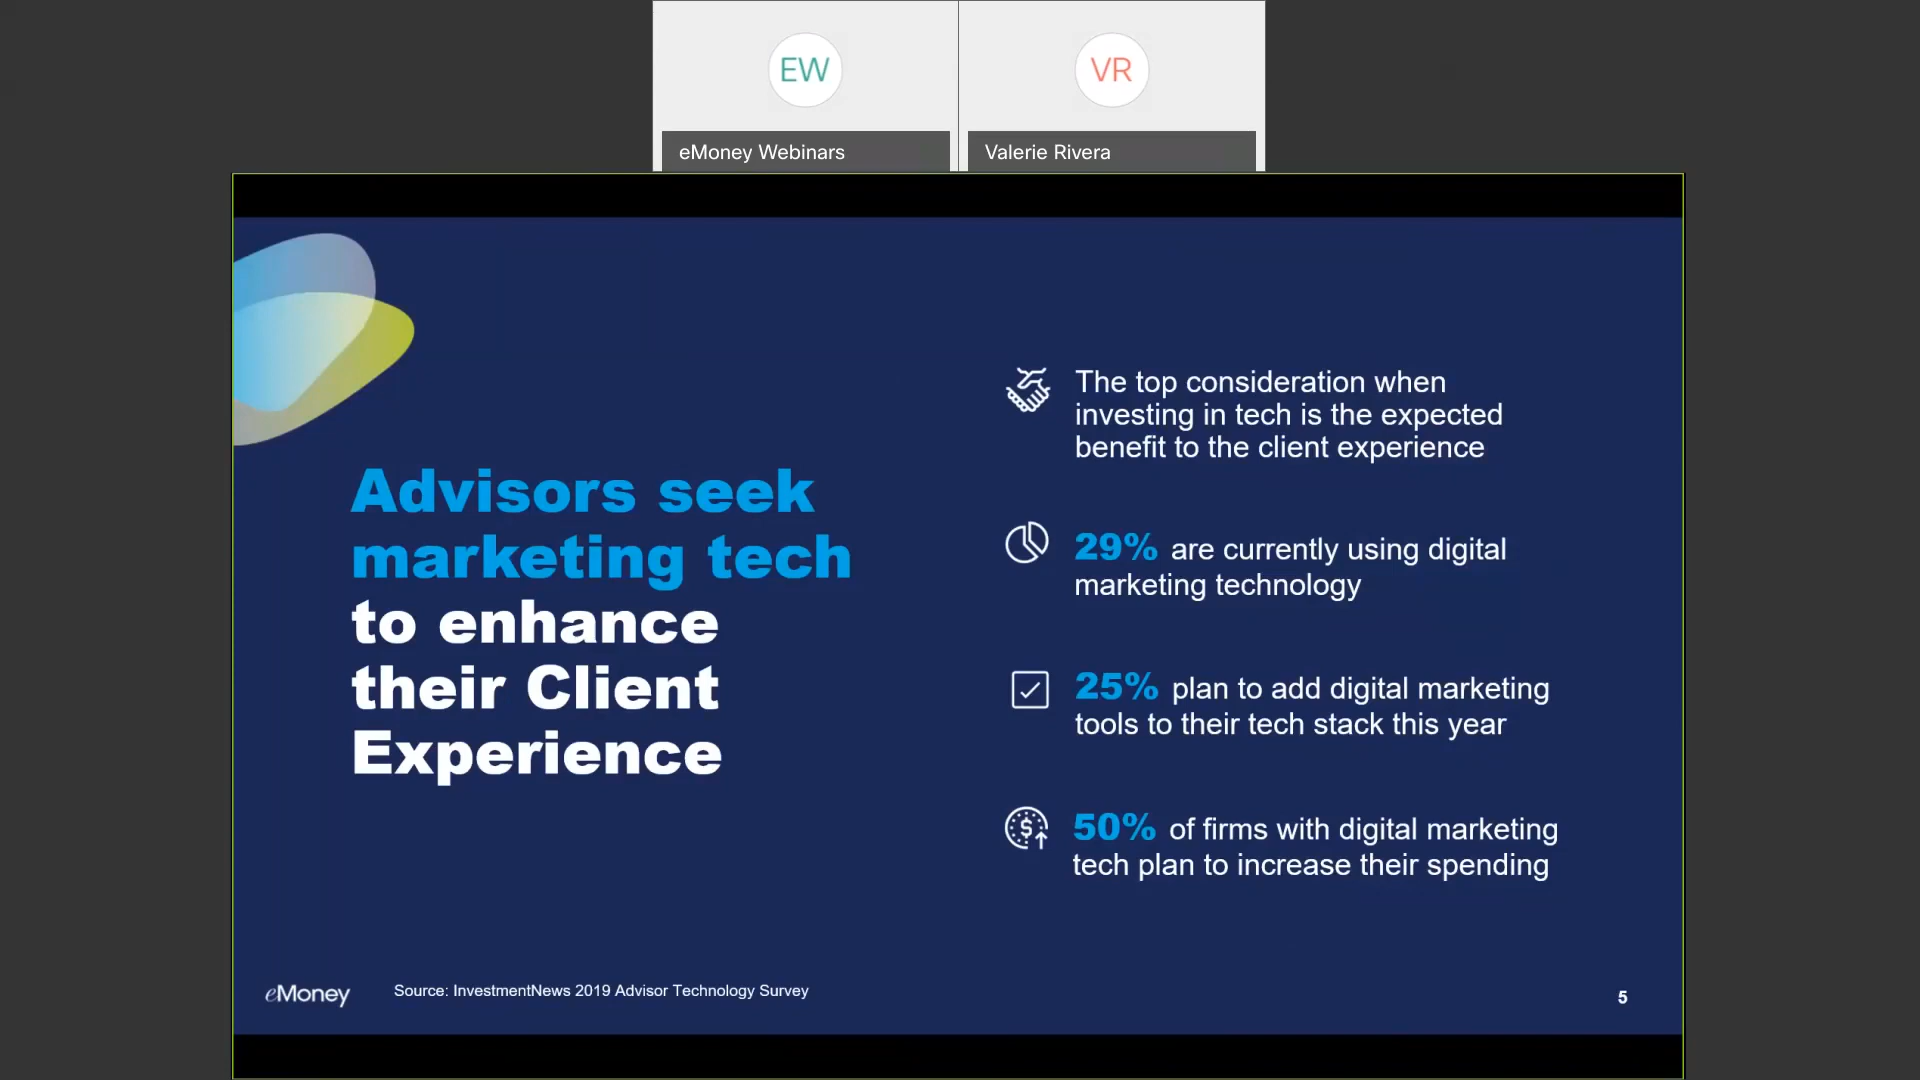 EW
VR
eMoney Webinars
Valerie Rivera
Advisors seek
marketing tech
to enhance
their Client
Experience
The top consideration when
investing in tech is the expected
benefit to the client experience
29% are currently using digital
marketing technology
25% plan to add digital marketing
tools to their tech stack this year
50% of firms with digital marketing
tech plan to increase their spending
eMoney
Source: InvestmentNews 2019 Advisor Technology Survey
5